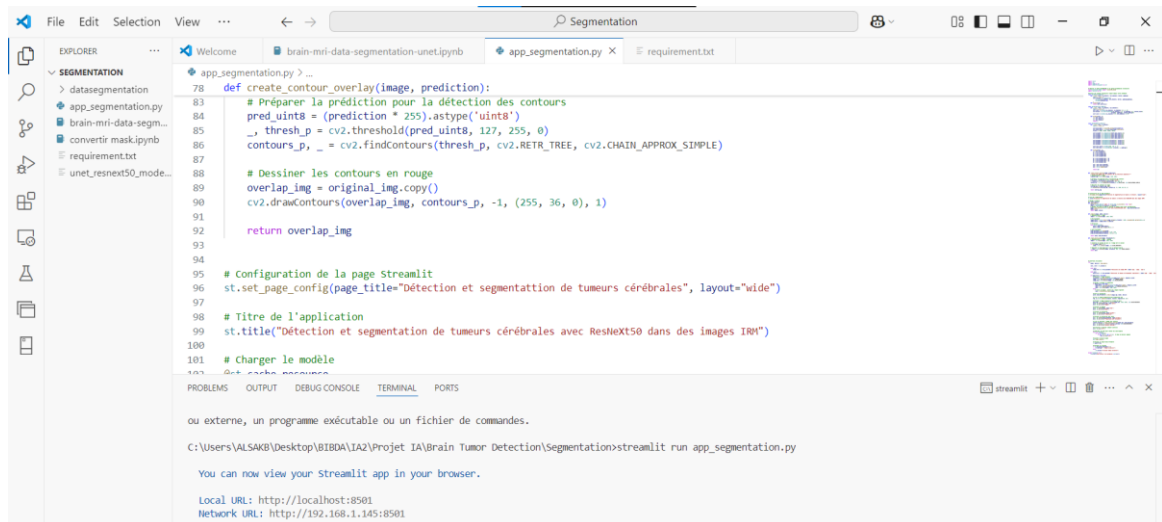 File Edit Selection View ··· Segmentation
EXPLORER ···
SEGMENTATION
datasegmentation
app_segmentation.py
brain-mri-data-segm...
convertir mask.ipynb
requirement.txt
unet_resnext50_mode...
Welcome brain-mri-data-segmentation-unet.ipynb app_segmentation.py requirement.txt
app_segmentation.py > ...
78 def create_contour_overlay(image, prediction):
83 # Préparer la prédiction pour la détection des contours
84 pred_uint8 = (prediction * 255).astype('uint8')
85 _, thresh_p = cv2.threshold(pred_uint8, 127, 255, 0)
86 contours_p, _ = cv2.findContours(thresh_p, cv2.RETR_TREE, cv2.CHAIN_APPROX_SIMPLE)
87
88 # Dessiner les contours en rouge
89 overlap_img = original_img.copy()
90 cv2.drawContours(overlap_img, contours_p, -1, (255, 36, 0), 1)
91
92 return overlap_img
93
94
95 # Configuration de la page Streamlit
96 st.set_page_config(page_title="Détection et segmentattion de tumeurs cérébrales", layout="wide")
97
98 # Titre de l'application
99 st.title("Détection et segmentation de tumeurs cérébrales avec ResNeXt50 dans des images IRM")
100
101 # Charger le modèle
102 @st.cache_resource
PROBLEMS OUTPUT DEBUG CONSOLE TERMINAL PORTS streamlit
ou externe, un programme exécutable ou un fichier de commandes.
C:\Users\ALSAKB\Desktop\BIBDA\IA2\Projet IA\Brain Tumor Detection\Segmentation>streamlit run app_segmentation.py
You can now view your Streamlit app in your browser.
Local URL: http://localhost:8501
Network URL: http://192.168.1.145:8501